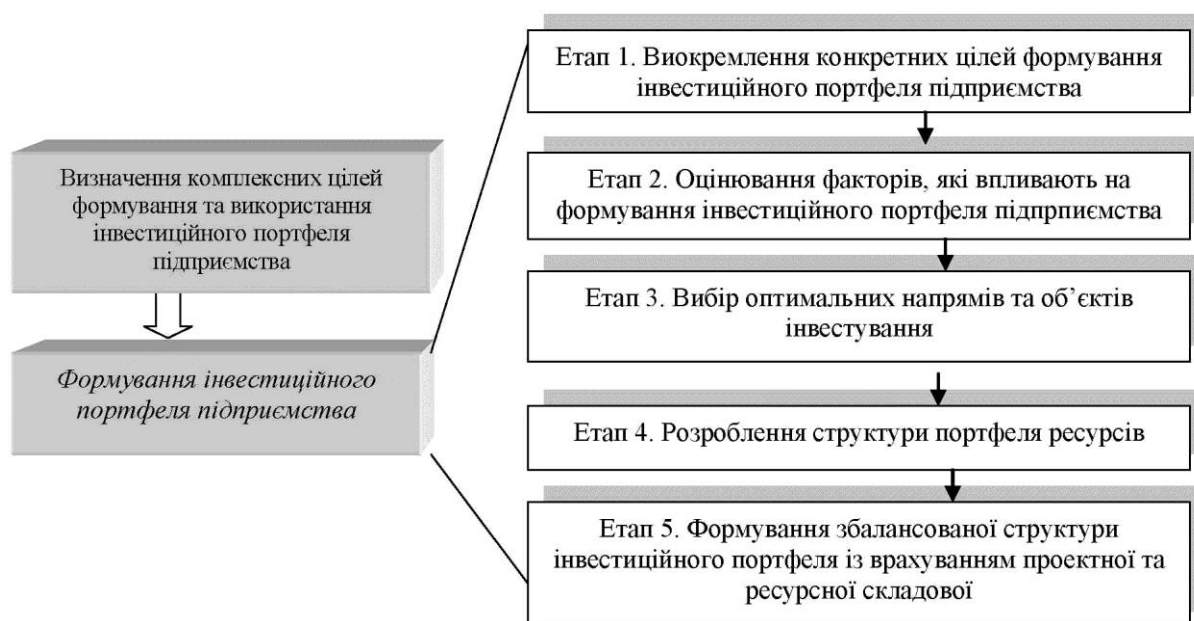 Визначення комплексних цілей
формування та використання
інвестиційного портфеля
підприємства
Формування інвестиційного
портфеля підприємства
Етап 1. Виокремлення конкретних цілей формування
інвестиційного портфеля підприємства
Етап 2. Оцінювання факторів, які впливають на
формування інвестиційного портфеля підпрпиємства
Етап 3. Вибір оптимальних напрямів та об’єктів
інвестування
Етап 4. Розроблення структури портфеля ресурсів
Етап 5. Формування збалансованої структури
інвестиційного портфеля із врахуванням проектної та
ресурсної складової